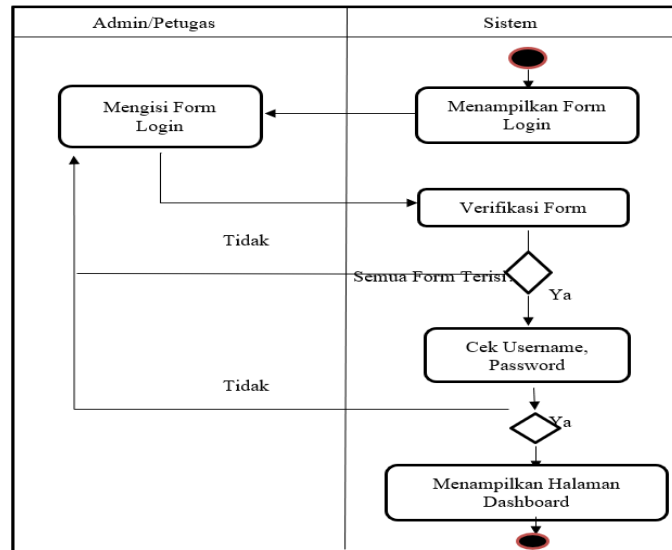 Admin/Petugas
Sistem
Mengisi Form
Login
Menampilkan Form
Login
Verifikasi Form
Tidak
Semua Form Terisi
Ya
Cek Username,
Password
Tidak
Ya
Menampilkan Halaman
Dashboard